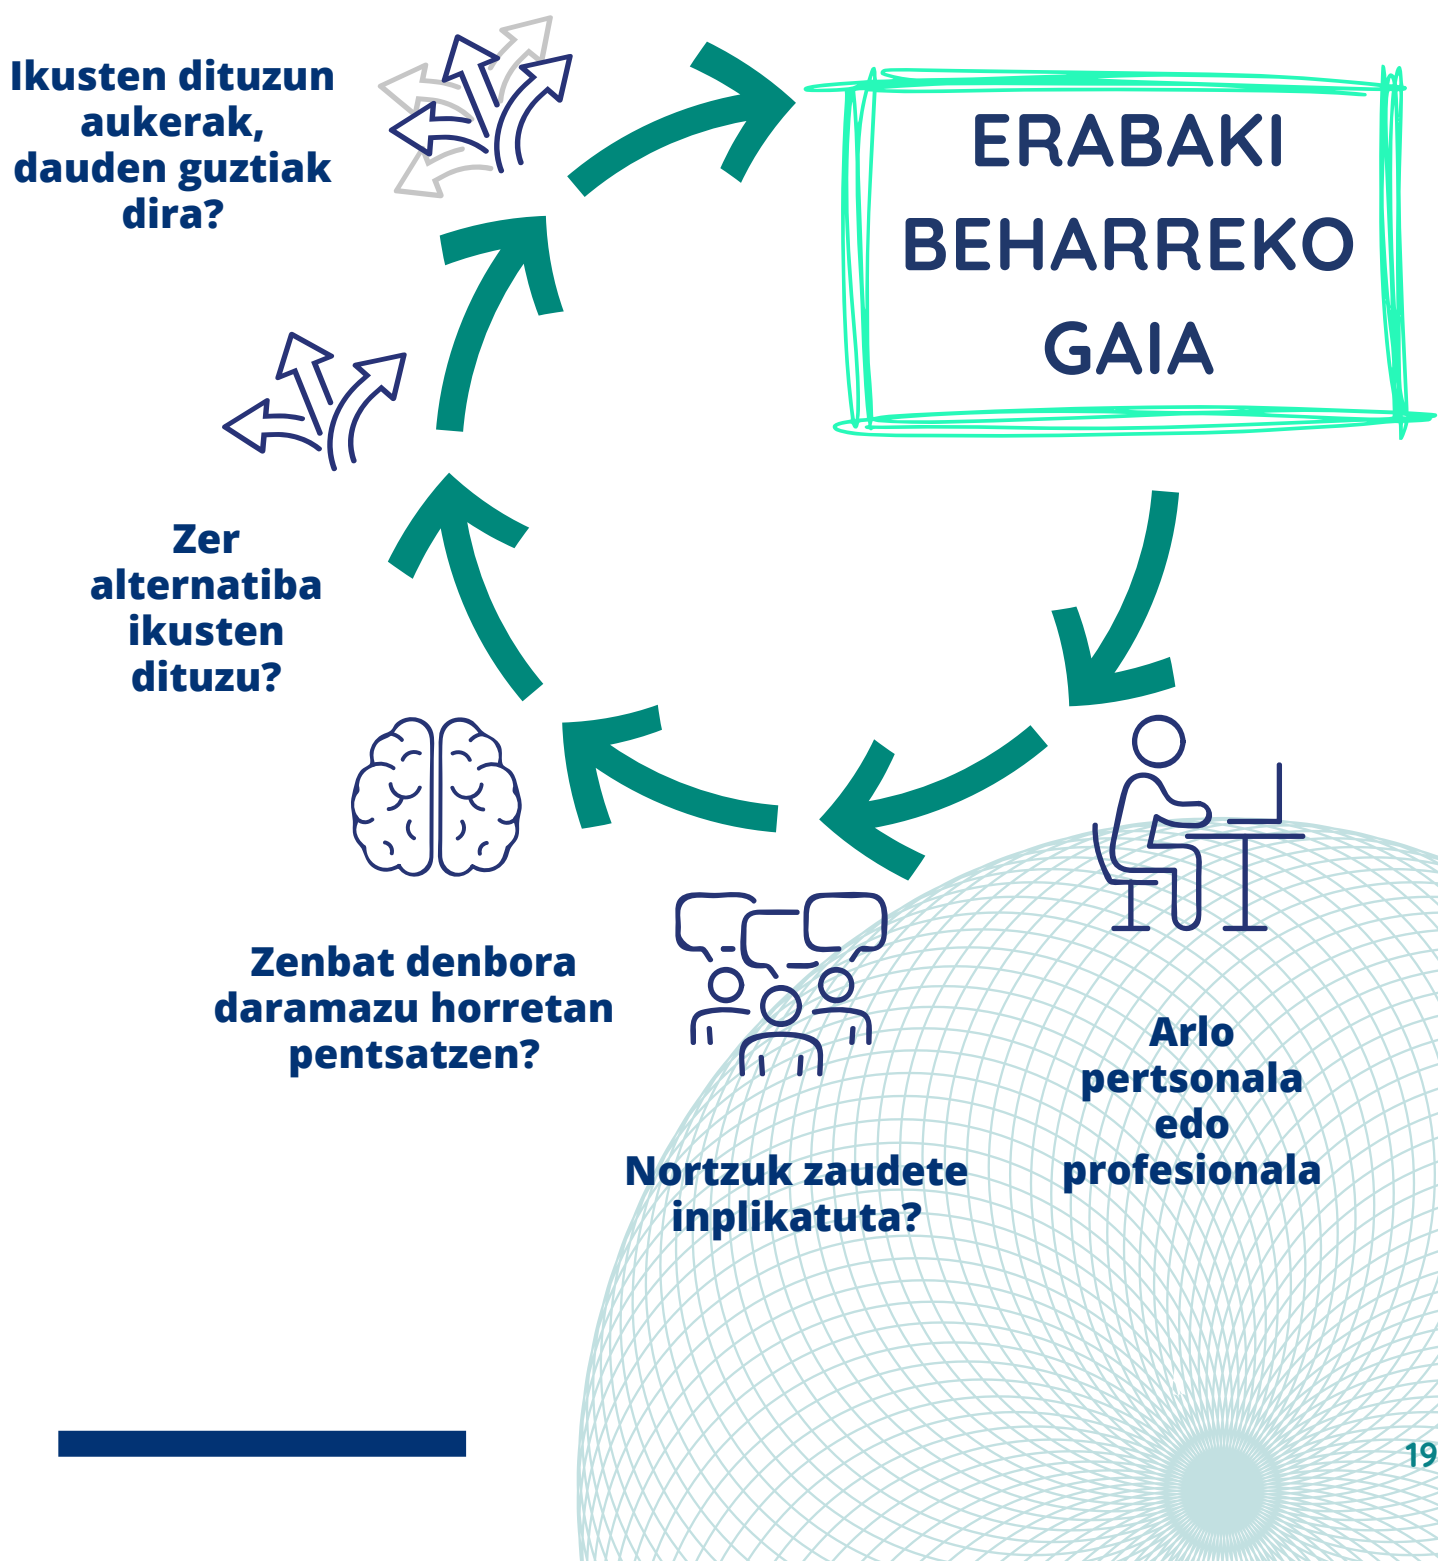 Ikusten dituzun
aukerak,
dauden guztiak
dira?
ERABAKI
BEHARREKO
GAIA
Zer
alternatiba
ikusten
dituzu?
Zenbat denbora
daramazu horretan
pentsatzen?
Nortzuk zaudete
inplikatuta?
Arlo
pertsonala
edo
profesionala
19